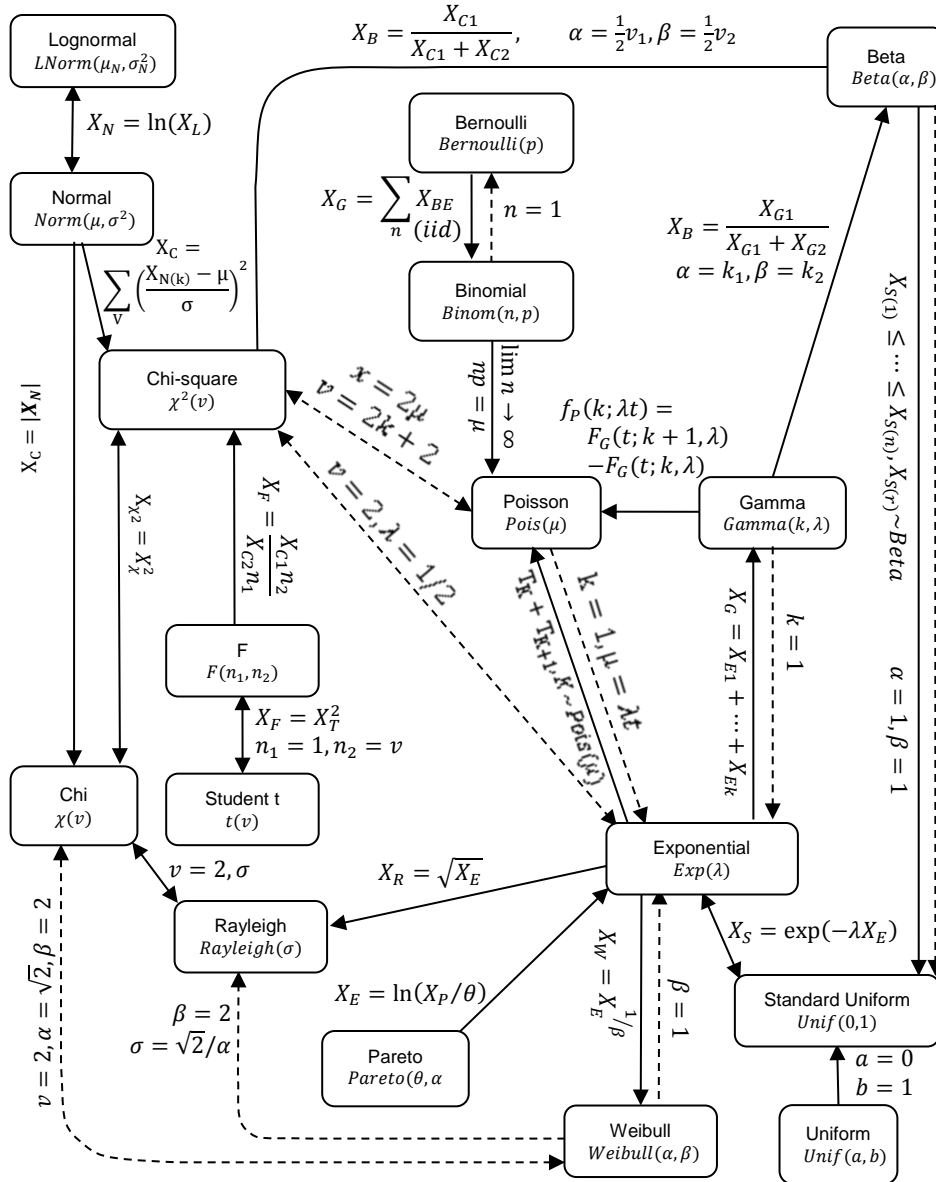 Lognormal
LNorm(μ_N, σ_N^2)
X_N = ln(X_L)
Normal
Norm(μ, σ^2)
X_C =
∑_V ((X_N(k) − μ)/σ)^2
X_B = X_C1/(X_C1 + X_C2), α = 1/2 v_1, β = 1/2 v_2
Beta
Beta(α, β)
Bernoulli
Bernoulli(p)
X_G = ∑_n X_BE
(iid)
n = 1
Binomial
Binom(n, p)
X_B = X_G1/(X_G1 + X_G2)
α = k_1, β = k_2
X_S(1) ≤ ⋯ ≤ X_S(n), X_S(r)~Beta
α = 1, β = 1
Chi-square
χ^2(v)
X_C = |X_N|
x = 2μ
v = 2k + 2
lim n → ∞
np = μ
f_P(k; λt) =
F_G(t; k + 1, λ)
−F_G(t; k, λ)
Poisson
Pois(μ)
Gamma
Gamma(k, λ)
X_χ2 = X_χ^2
X_F = X_C1 n_2/X_C2 n_1
v = 2, λ = 1/2
T_K + T_K+1, K ~ Pois(μ)
k = 1, μ = λt
X_G = X_E1 + ⋯ + X_Ek
k = 1
F
F(n_1, n_2)
X_F = X_T^2
n_1 = 1, n_2 = v
Student t
t(v)
Chi
χ(v)
v = 2, σ
Rayleigh
Rayleigh(σ)
X_R = √X_E
Exponential
Exp(λ)
X_S = exp(−λX_E)
v = 2, α = √2, β = 2
β = 2
σ = √2/α
X_E = ln(X_P/θ)
Pareto
Pareto(θ, α
X_W = X_E^1/β
β = 1
Standard Uniform
Unif(0,1)
a = 0
b = 1
Weibull
Weibull(α, β)
Uniform
Unif(a, b)